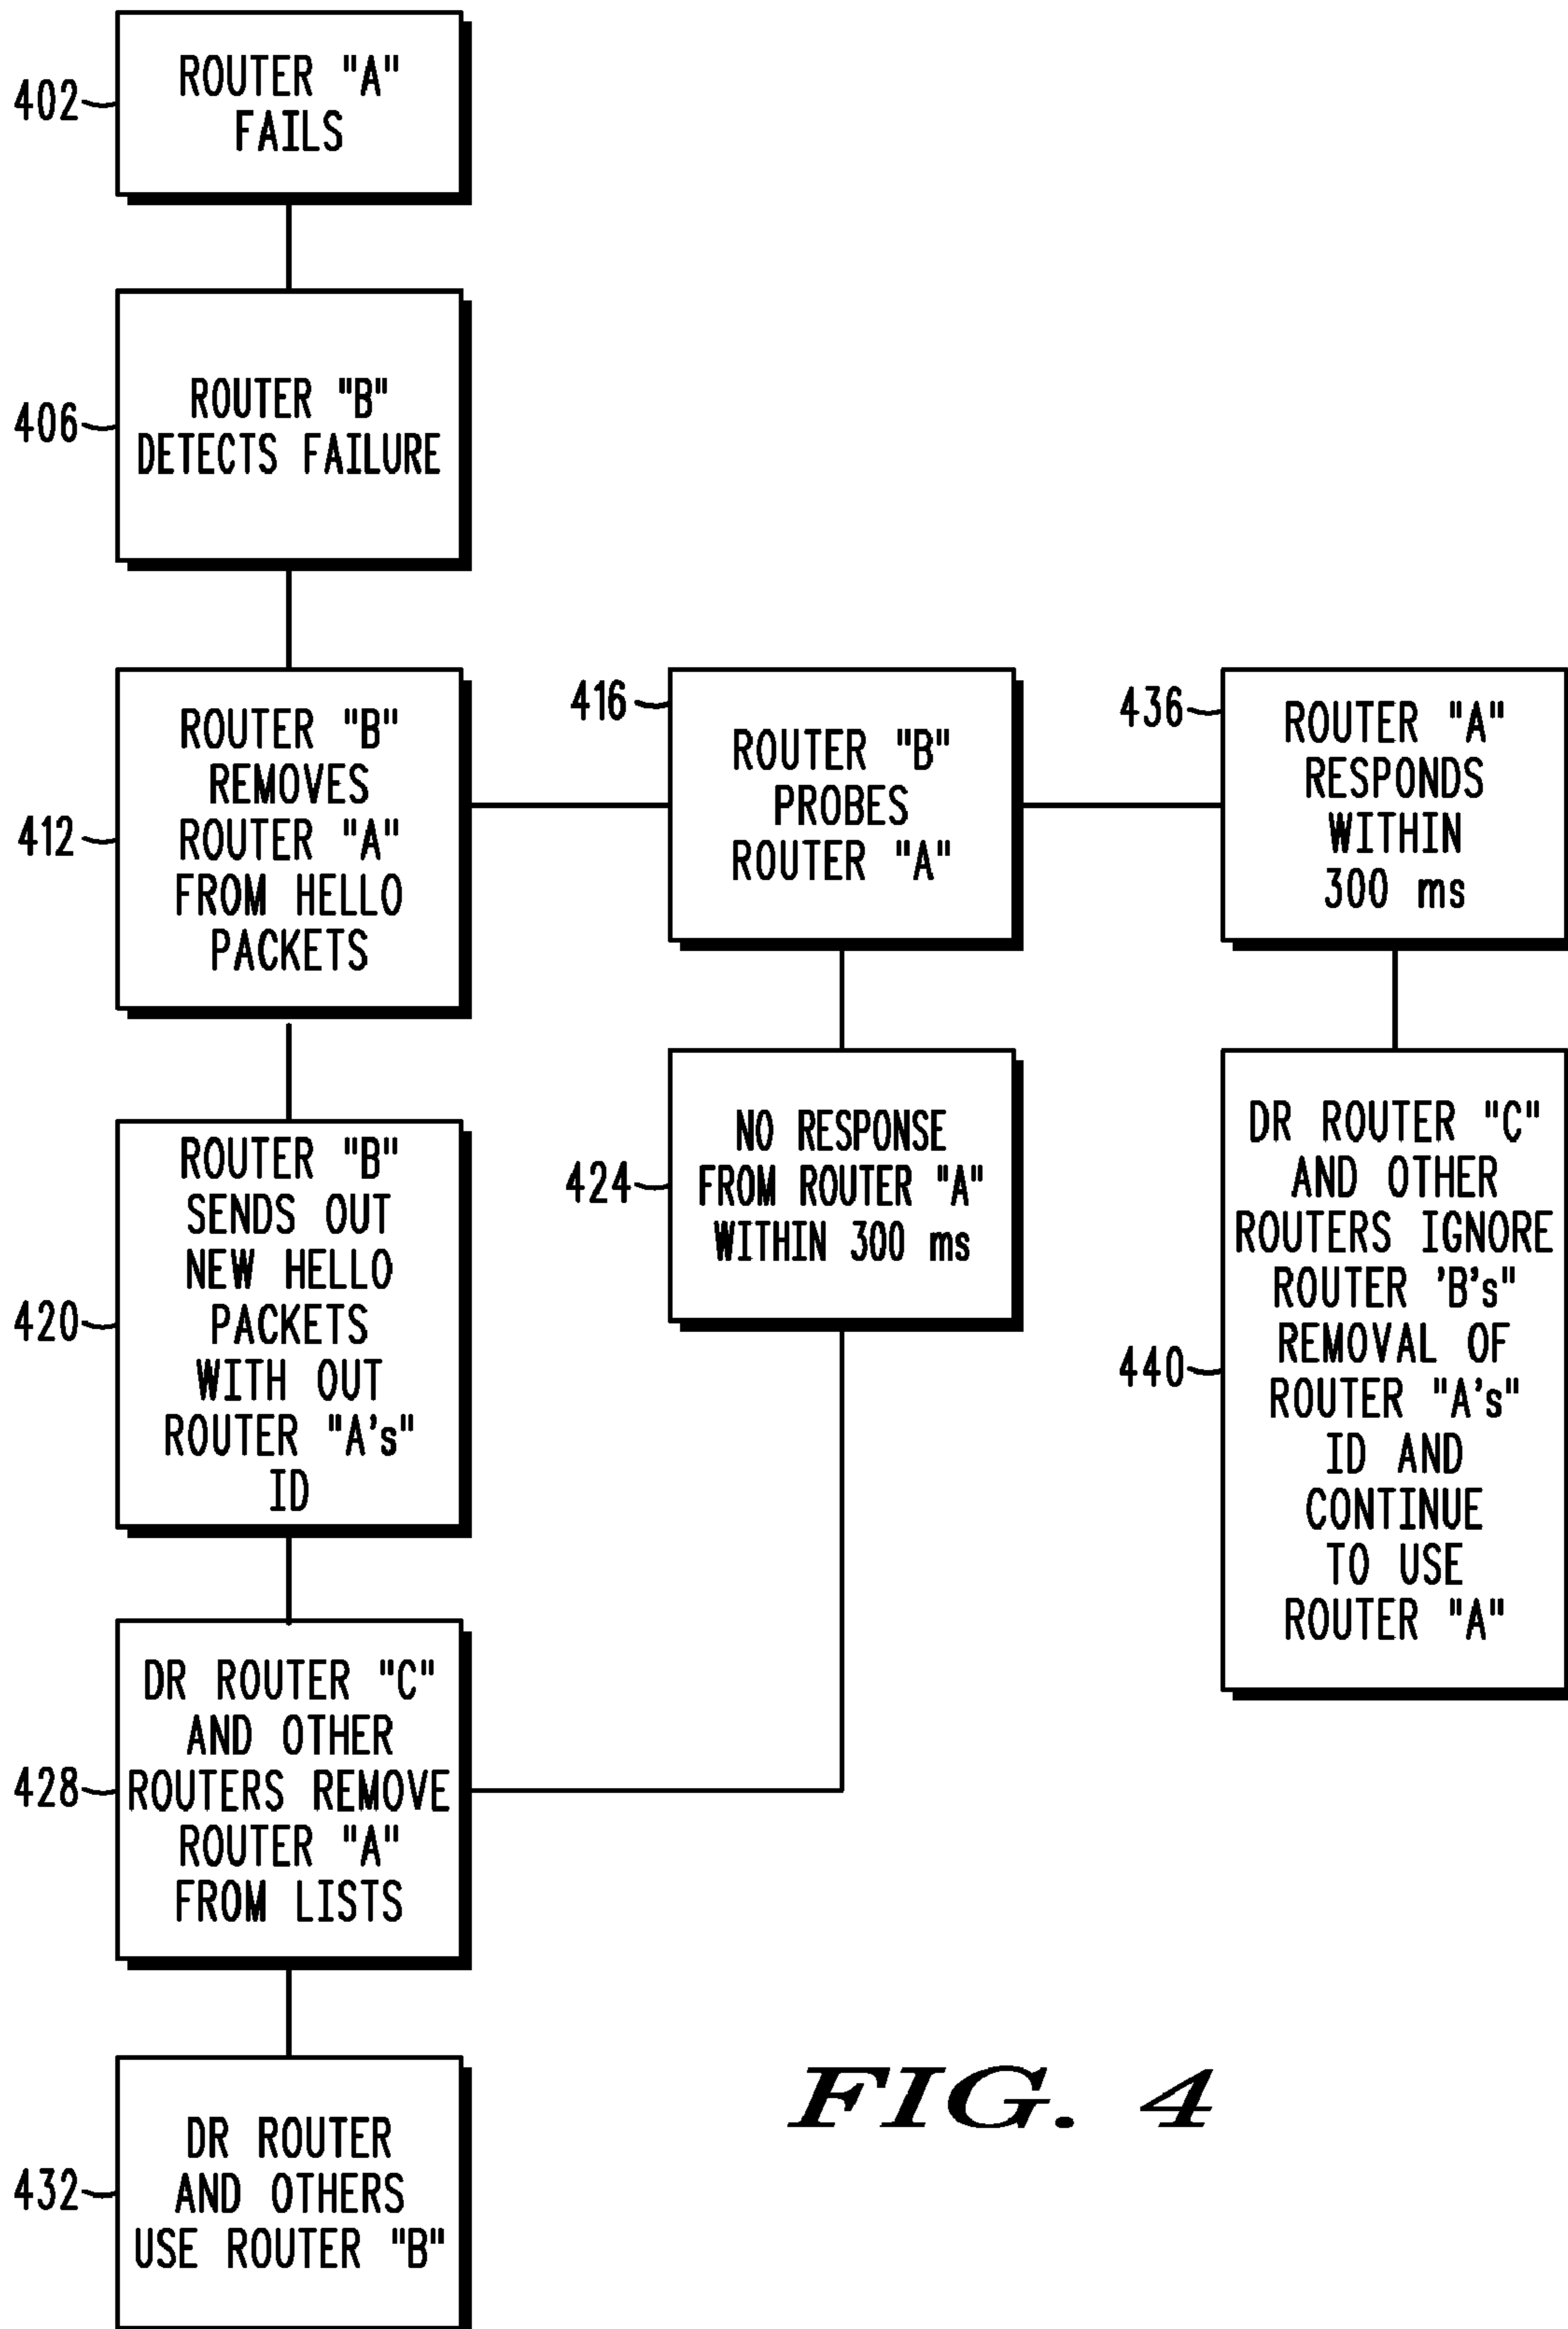 402
ROUTER "A"
FAILS
406
ROUTER "B"
DETECTS FAILURE
412
ROUTER "B"
REMOVES
ROUTER "A"
FROM HELLO
PACKETS
416
ROUTER "B"
PROBES
ROUTER "A"
436
ROUTER "A"
RESPONDS
WITHIN
300 ms
420
ROUTER "B"
SENDS OUT
NEW HELLO
PACKETS
WITH OUT
ROUTER "A's"
ID
424
NO RESPONSE
FROM ROUTER "A"
WITHIN 300 ms
440
DR ROUTER "C"
AND OTHER
ROUTERS IGNORE
ROUTER 'B's"
REMOVAL OF
ROUTER "A's"
ID AND
CONTINUE
TO USE
ROUTER "A"
428
DR ROUTER "C"
AND OTHER
ROUTERS REMOVE
ROUTER "A"
FROM LISTS
432
DR ROUTER
AND OTHERS
USE ROUTER "B"
FIG. 4